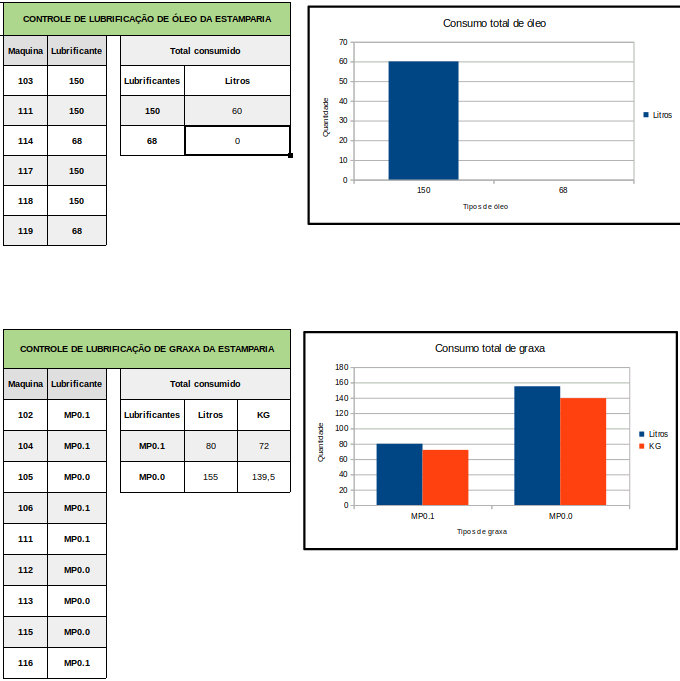 CONTROLE DE LUBRIFICAÇÃO DE ÓLEO DA ESTAMPARIA
Maquina Lubrificante Total consumido
103 150 Lubrificantes Litros
111 150 150 60
114 68 68 0
117 150
118 150
119 68
Consumo total de óleo
70
60
50
40
30
20
10
0
Quantidade
150 68
Tipos de óleo
Litros
CONTROLE DE LUBRIFICAÇÃO DE GRAXA DA ESTAMPARIA
Maquina Lubrificante Total consumido
102 MP0.1 Lubrificantes Litros KG
104 MP0.1 MP0.1 80 72
105 MP0.0 MP0.0 155 139,5
106 MP0.1
111 MP0.1
112 MP0.0
113 MP0.0
115 MP0.0
116 MP0.1
Consumo total de graxa
180
160
140
120
100
80
60
40
20
0
Quantidade
MP0.1 MP0.0
Tipos de graxa
Litros
KG